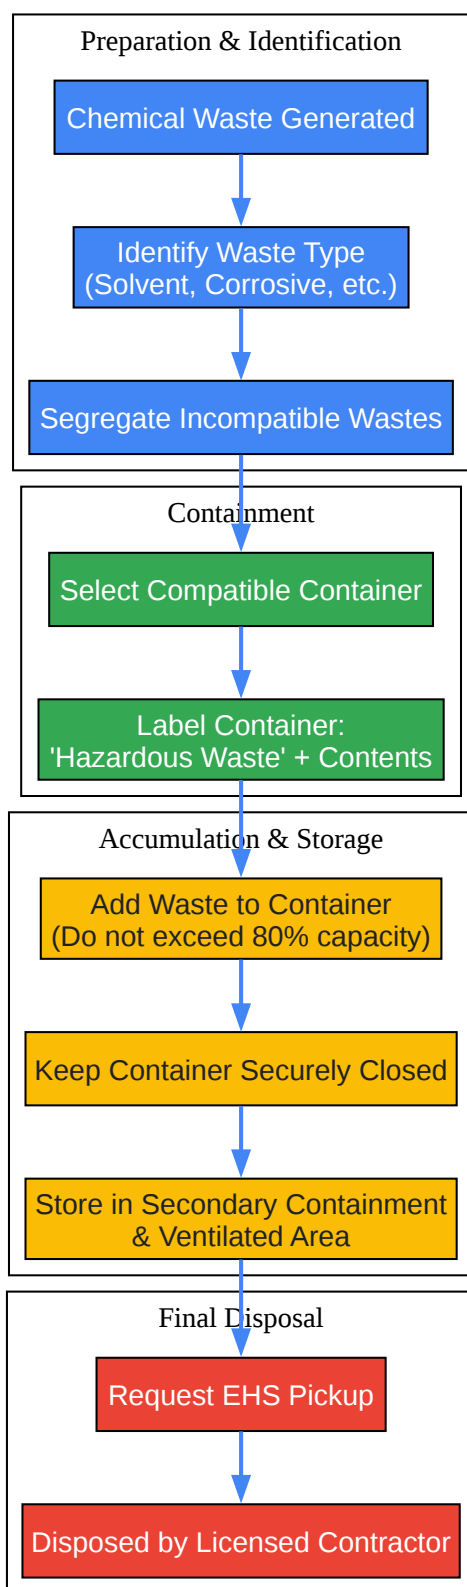 Preparation & Identification
Chemical Waste Generated
Identify Waste Type
(Solvent, Corrosive, etc.)
Segregate Incompatible Wastes
Containment
Select Compatible Container
Label Container:
'Hazardous Waste' + Contents
Accumulation & Storage
Add Waste to Container
(Do not exceed 80% capacity)
Keep Container Securely Closed
Store in Secondary Containment
& Ventilated Area
Final Disposal
Request EHS Pickup
Disposed by Licensed Contractor